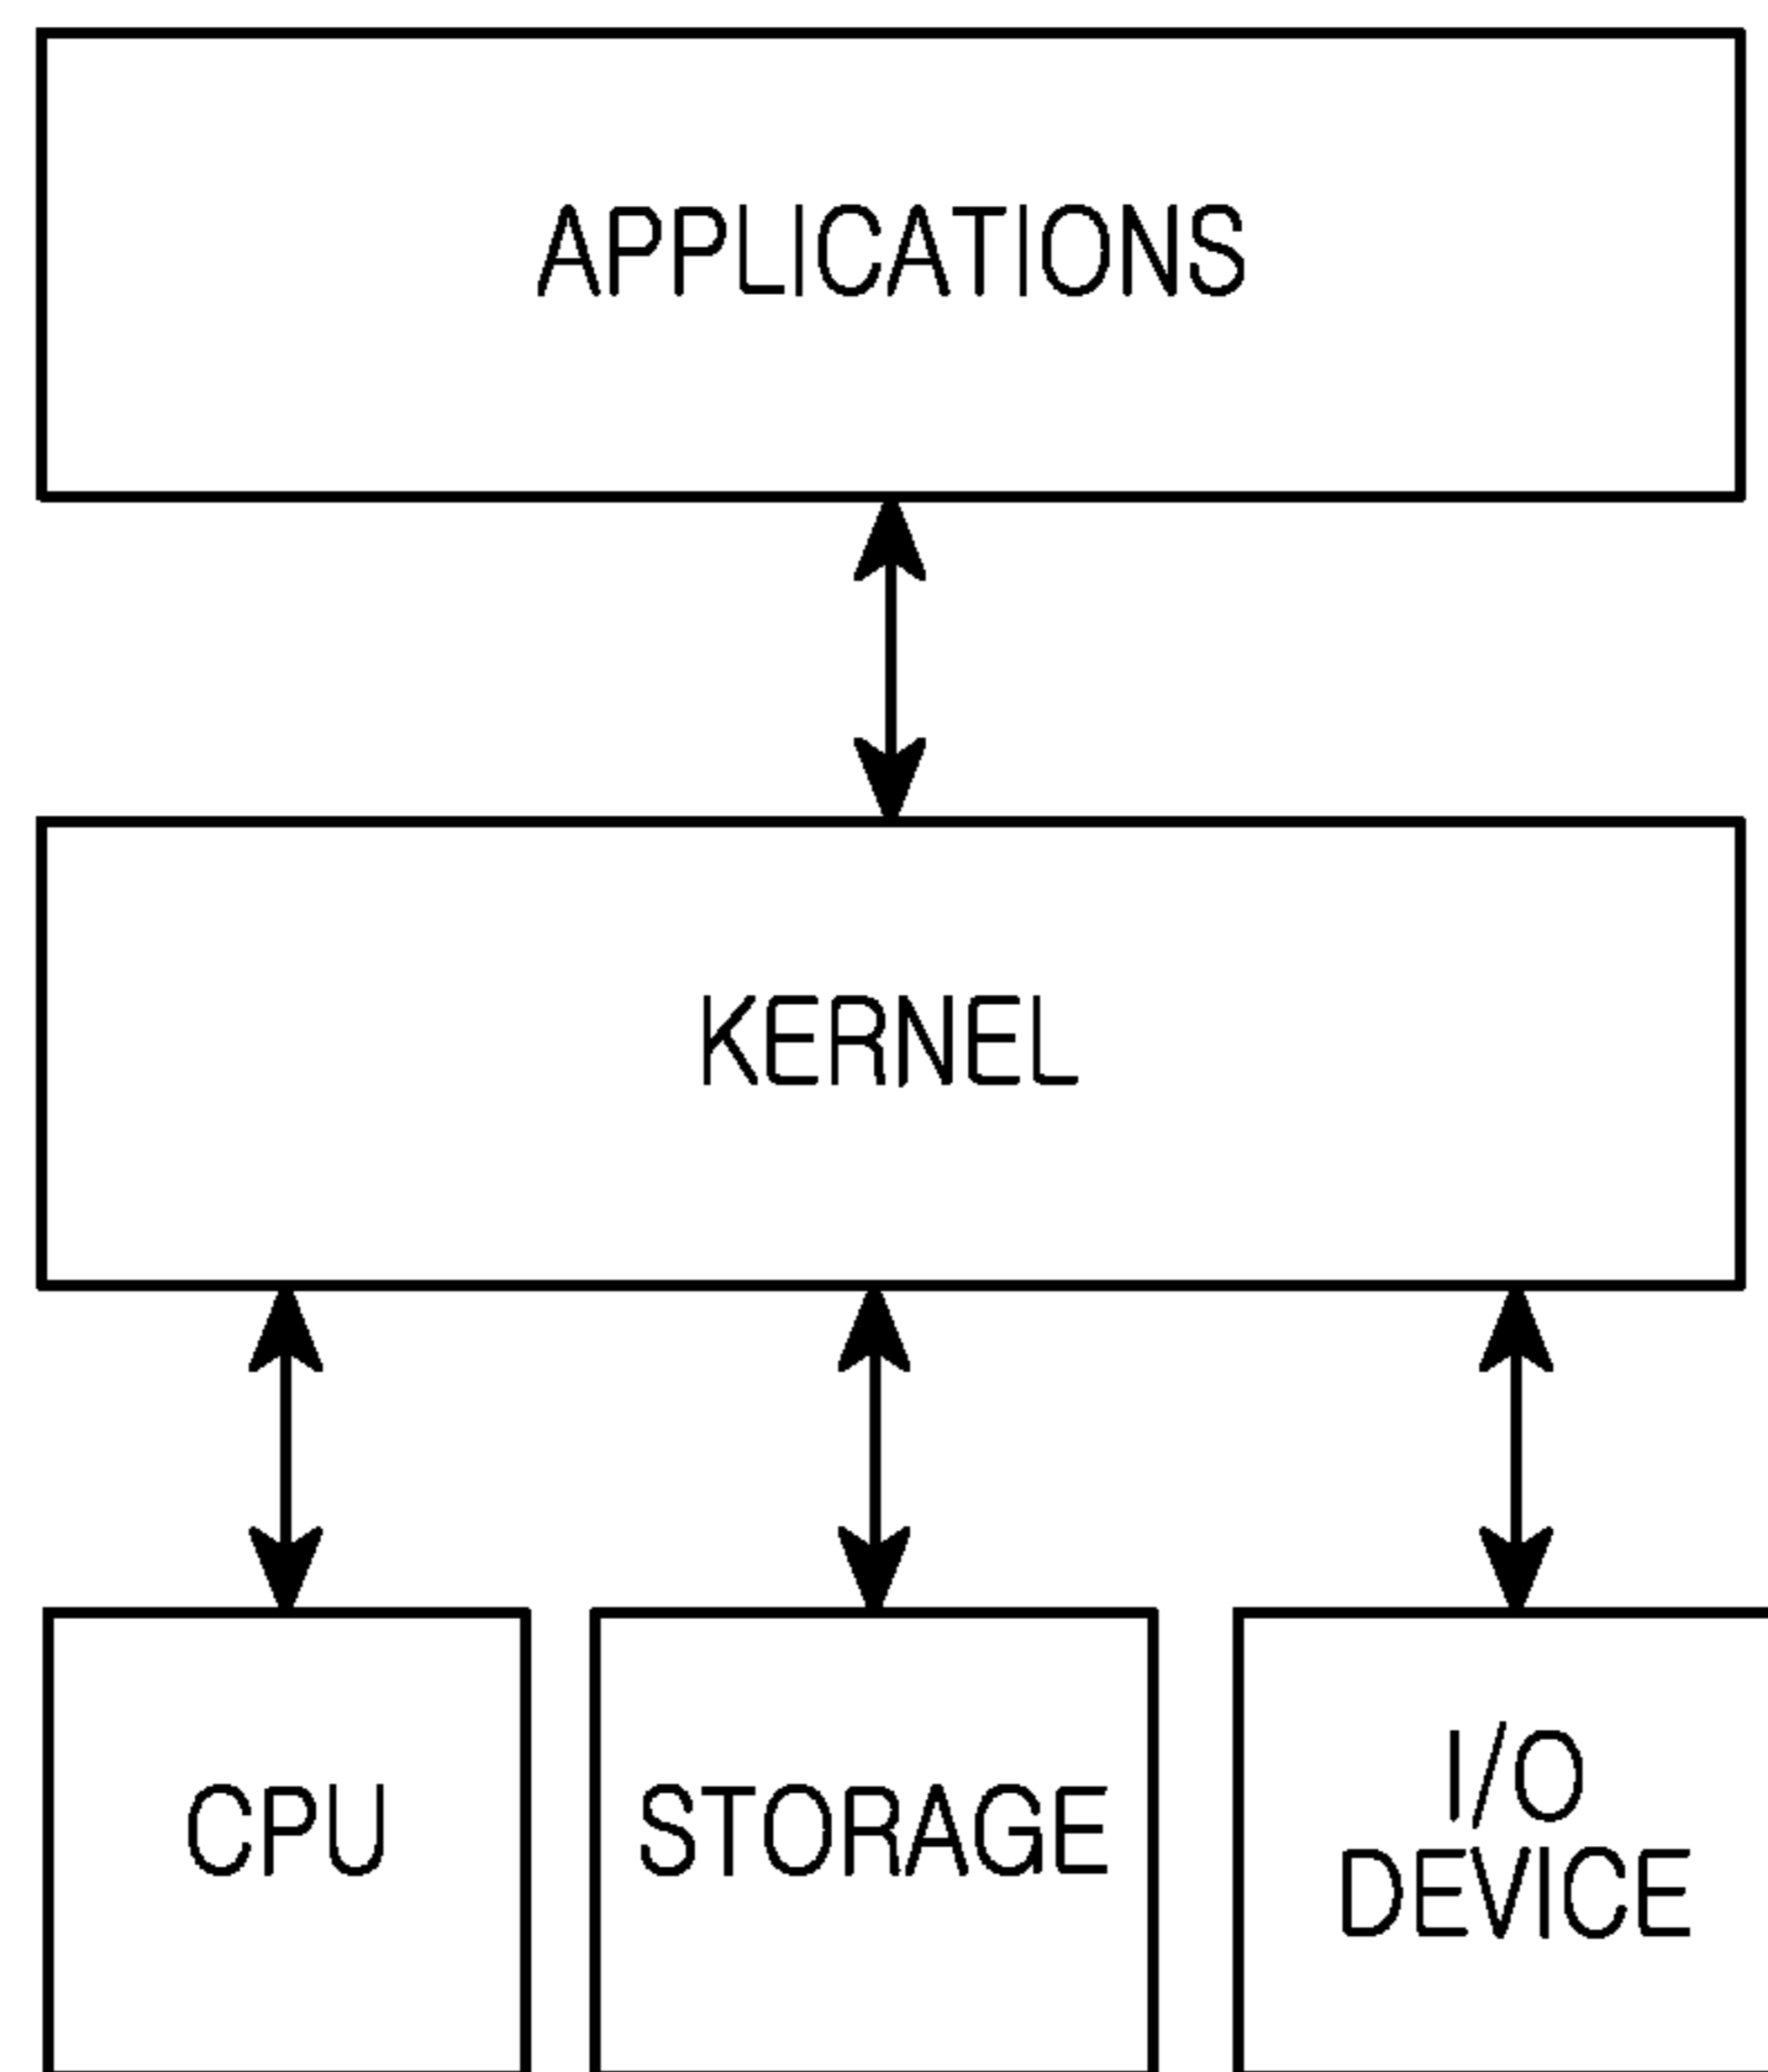 APPLICATIONS
KERNEL
CPU
STORAGE
I/O
DEVICE